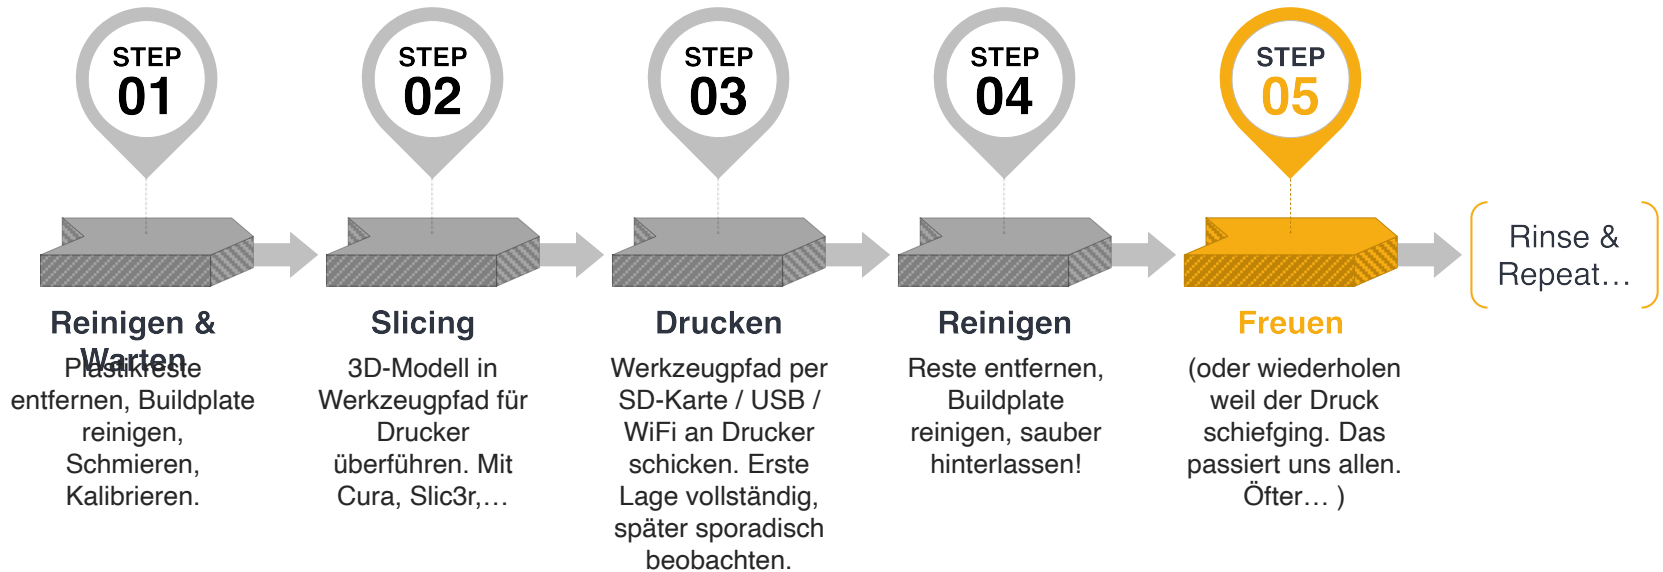 STEP
01
Reinigen &
Warten
Plastikreste
entfernen, Buildplate
reinigen,
Schmieren,
Kalibrieren.
STEP
02
Slicing
3D-Modell in
Werkzeugpfad für
Drucker
überführen. Mit
Cura, Slic3r,…
STEP
03
Drucken
Werkzeugpfad per
SD-Karte / USB /
WiFi an Drucker
schicken. Erste
Lage vollständig,
später sporadisch
beobachten.
STEP
04
Reinigen
Reste entfernen,
Buildplate
reinigen, sauber
hinterlassen!
STEP
05
Freuen
(oder wiederholen
weil der Druck
schiefging. Das
passiert uns allen.
Öfter… )
Rinse &
Repeat…